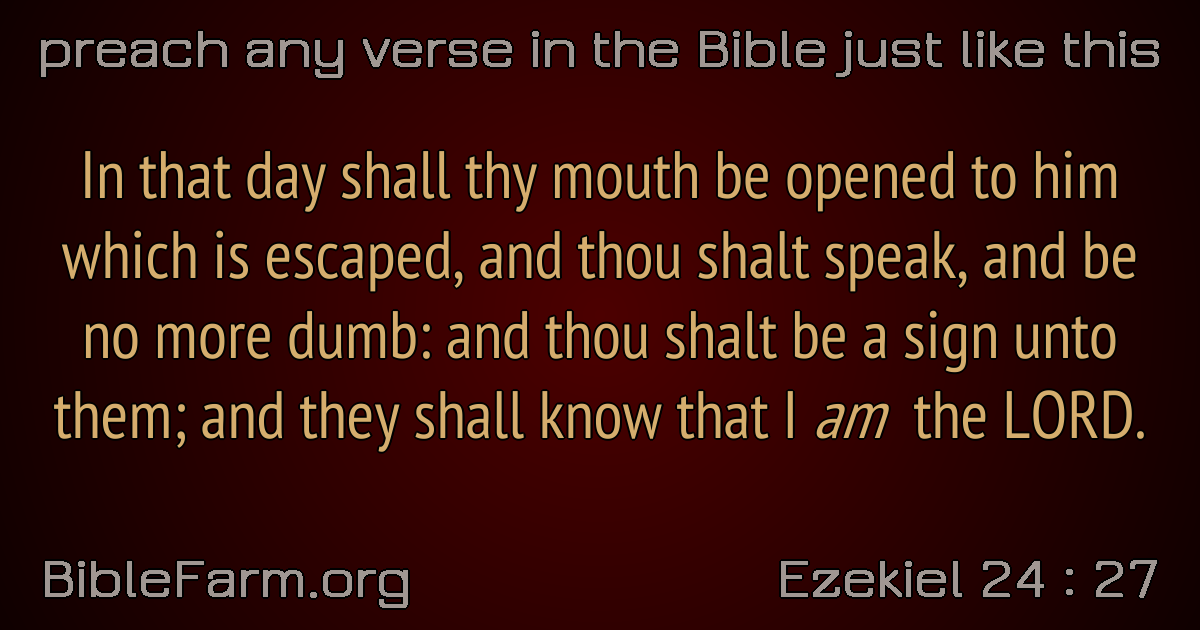 preach any verse in the Bible just like this
In that day shall thy mouth be opened to him
which is escaped, and thou shalt speak, and be
no more dumb: and thou shalt be a sign unto
them; and they shall know that I am the LORD.
BibleFarm.org
Ezekiel 24 : 27